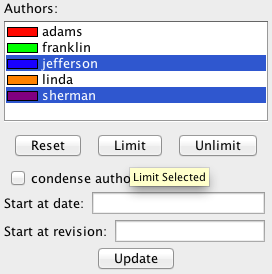 Authors:
adams
franklin
jefferson
linda
sherman
Reset Limit Unlimit
condense autho
Limit Selected
Start at date:
Start at revision:
Update